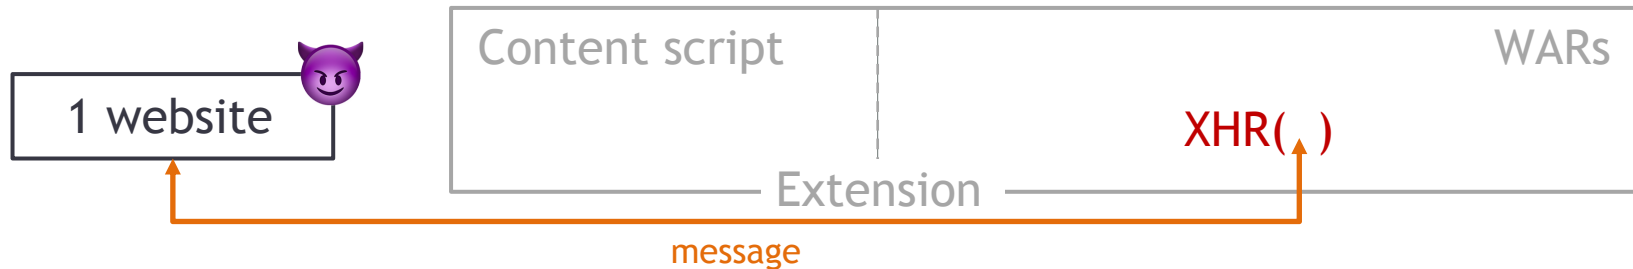 Content script
WARs
1 website
XHR( )
Extension
message